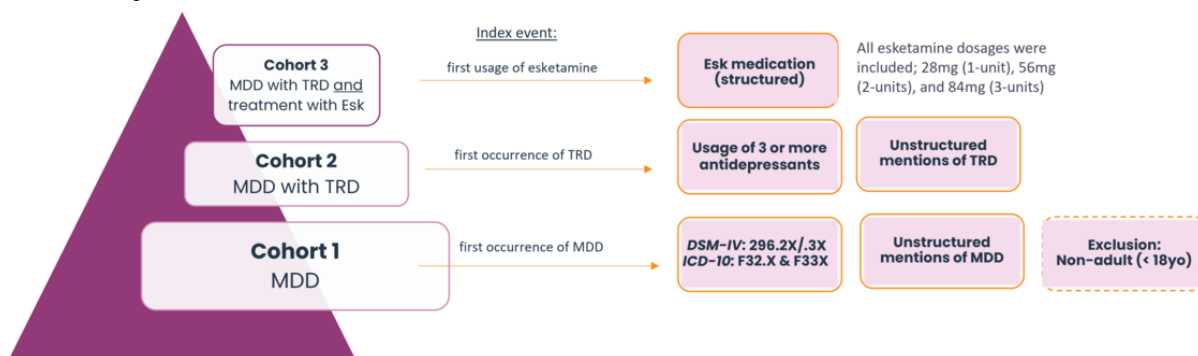 Index event:
Cohort 3
MDD with TRD and
treatment with Esk
first usage of esketamine
Esk medication
(structured)
All esketamine dosages were
included; 28mg (1-unit), 56mg
(2-units), and 84mg (3-units)
Cohort 2
MDD with TRD
first occurrence of TRD
Usage of 3 or more
antidepressants
Unstructured
mentions of TRD
Cohort 1
MDD
first occurrence of MDD
DSM-IV: 296.2X/.3X
ICD-10: F32.X & F33X
Unstructured
mentions of MDD
Exclusion:
Non-adult (< 18yo)